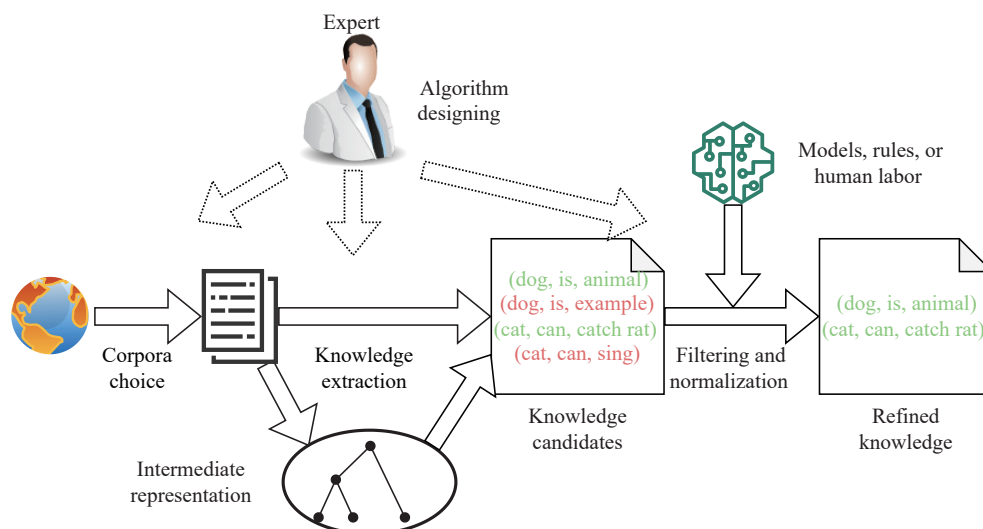 Expert
Algorithm
designing
Models, rules, or
human labor
(dog, is, animal)
(dog, is, example)
(cat, can, catch rat)
(cat, can, sing)
(dog, is, animal)
(cat, can, catch rat)
Corpora
choice
Knowledge
extraction
Filtering and
normalization
Knowledge
candidates
Refined
knowledge
Intermediate
representation